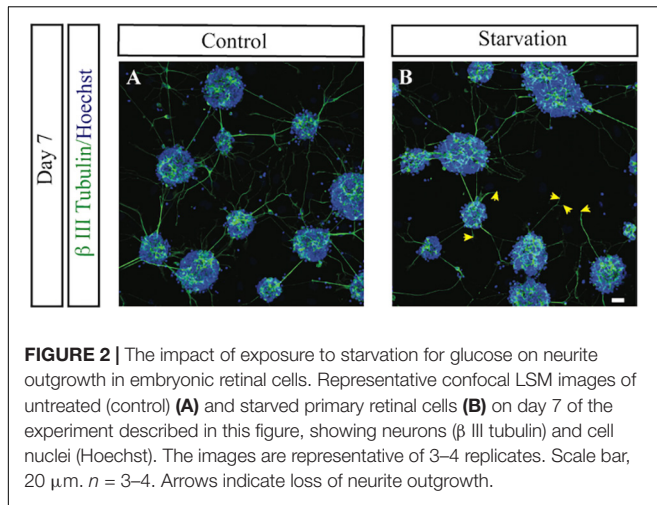 Control
Starvation
Day 7
β III Tubulin/Hoechst
A
B
FIGURE 2 | The impact of exposure to starvation for glucose on neurite
outgrowth in embryonic retinal cells. Representative confocal LSM images of
untreated (control) (A) and starved primary retinal cells (B) on day 7 of the
experiment described in this figure, showing neurons (β III tubulin) and cell
nuclei (Hoechst). The images are representative of 3–4 replicates. Scale bar,
20 μm. n = 3–4. Arrows indicate loss of neurite outgrowth.